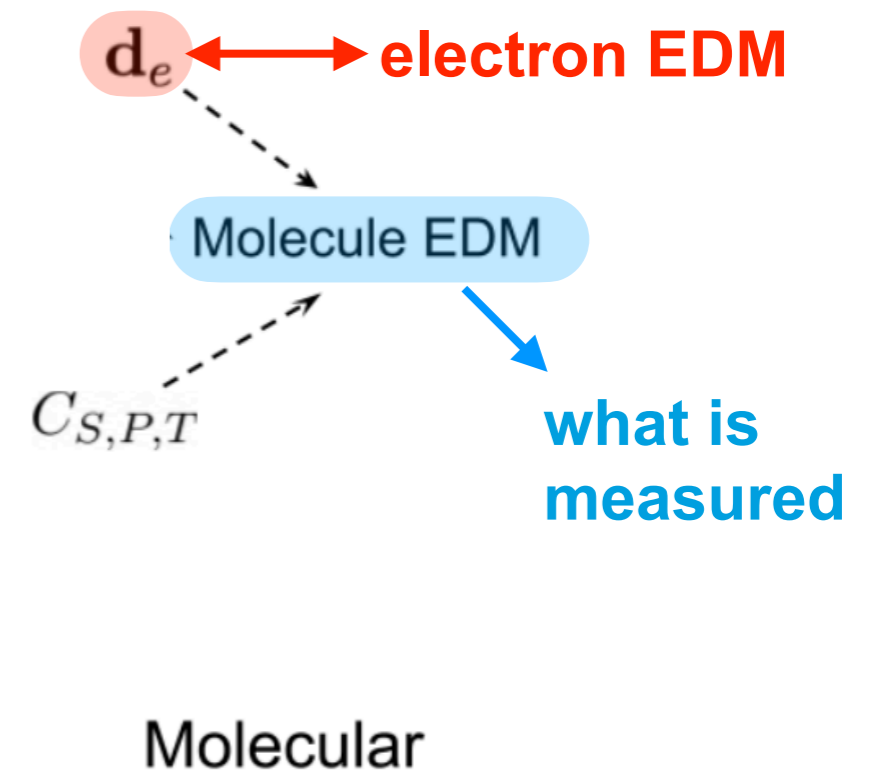 d_e electron EDM
Molecule EDM
C_{S,P,T}
what is
measured
Molecular